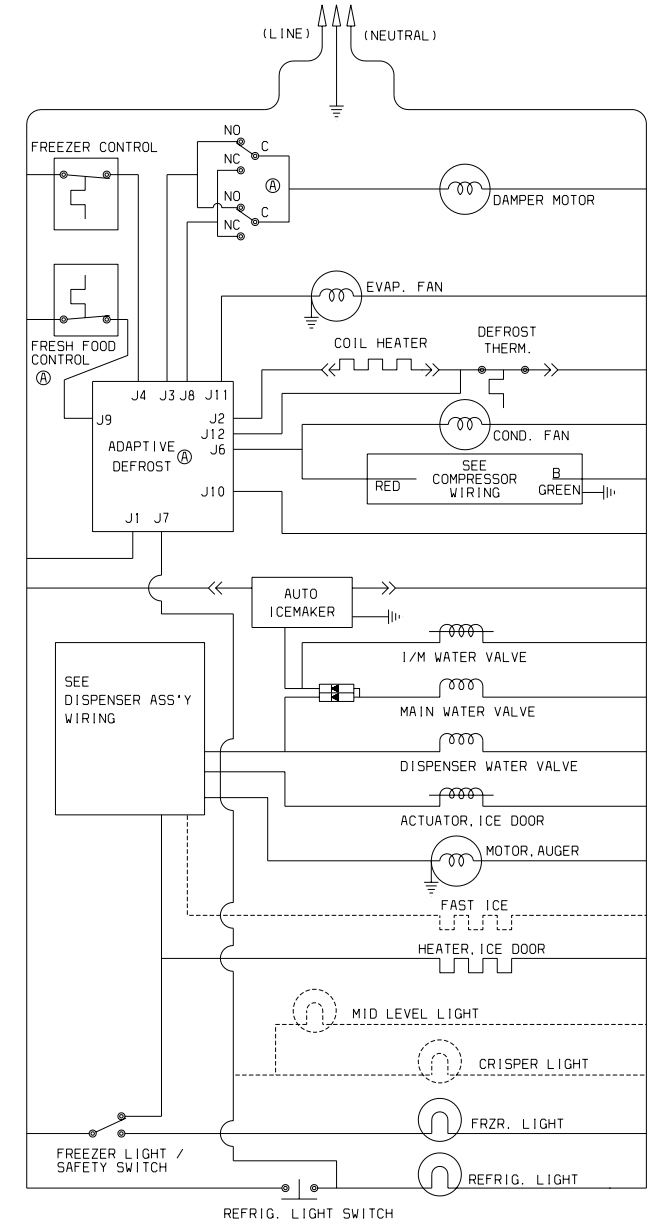 (LINE)
(NEUTRAL)
FREEZER CONTROL
NO
C
NC
A
NO
C
NC
DAMPER MOTOR
EVAP. FAN
FRESH FOOD
CONTROL
A
COIL HEATER
DEFROST
THERM.
J4 J3 J8 J11
J9
J2
J12
J6
ADAPTIVE
DEFROST A
J10
J1 J7
COND. FAN
SEE
COMPRESSOR
WIRING
RED
B
GREEN
AUTO
ICEMAKER
I/M WATER VALVE
SEE
DISPENSER ASS'Y
WIRING
MAIN WATER VALVE
DISPENSER WATER VALVE
ACTUATOR, ICE DOOR
MOTOR, AUGER
FAST ICE
HEATER, ICE DOOR
MID LEVEL LIGHT
CRISPER LIGHT
FRZR. LIGHT
FREEZER LIGHT /
SAFETY SWITCH
REFRIG. LIGHT
REFRIG. LIGHT SWITCH